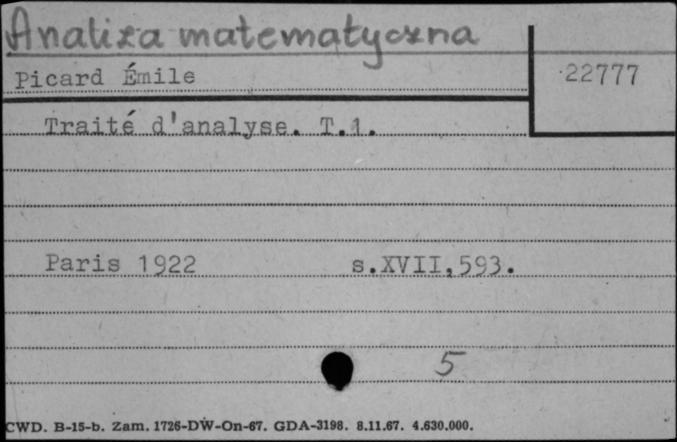 Analiza matematyczna
Picard Émile
22777
Traité d'analyse. T.1.
Paris 1922 s.XVII,593.
5
CWD. B-15-b. Zam. 1726-DW-On-67. GDA-3198. 8.11.67. 4.630.000.